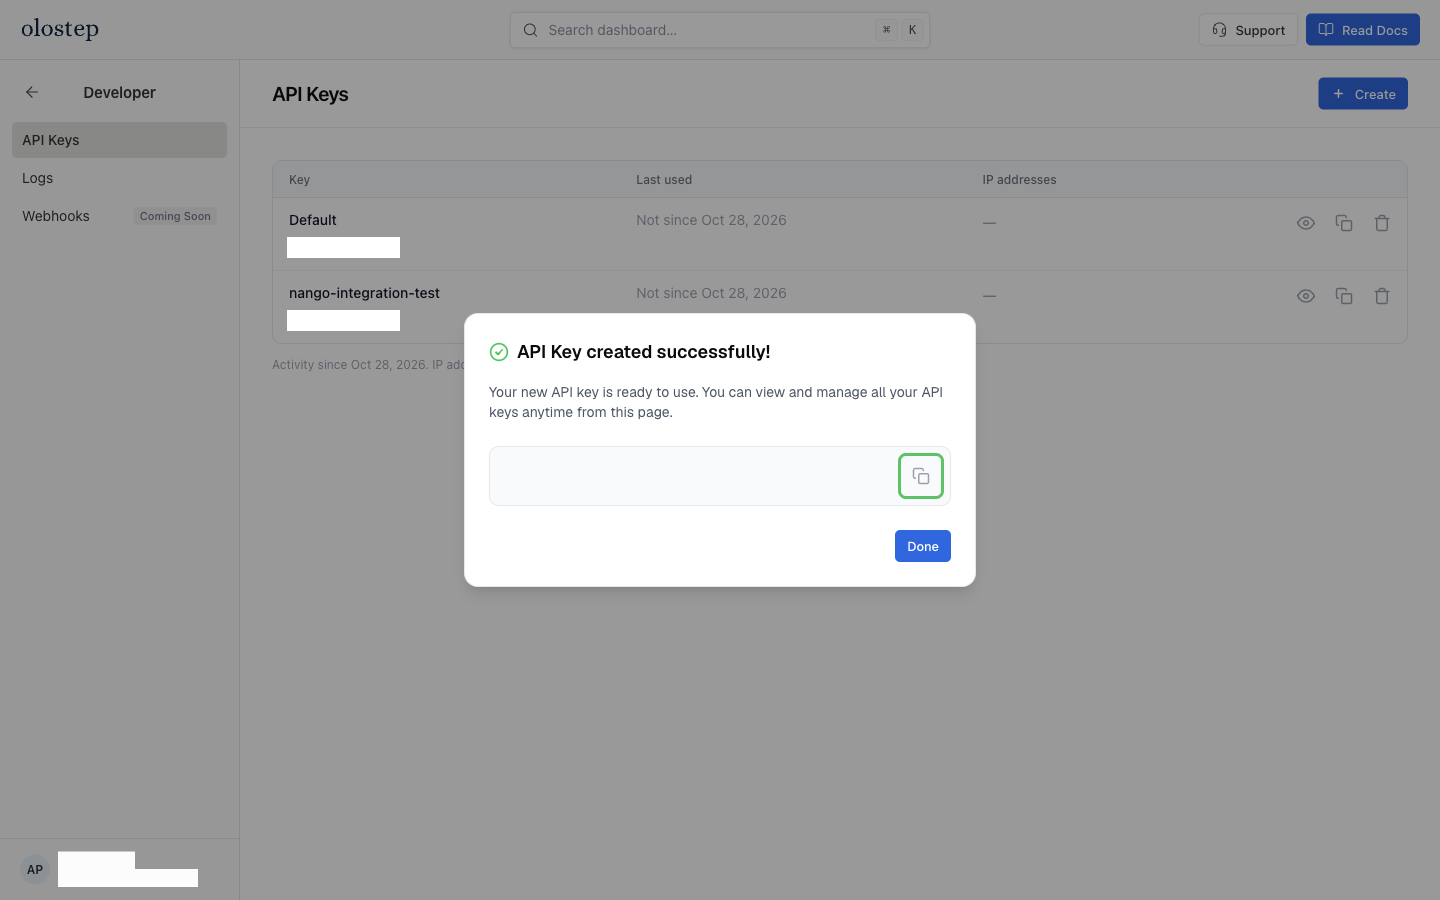 olostep
Search dashboard...
⌘ K
Support
Read Docs
Developer
API Keys
Logs
Webhooks
Coming Soon
API Keys
+ Create
Key
Last used
IP addresses
Default
Not since Oct 28, 2026
—
nango-integration-test
Not since Oct 28, 2026
—
Activity since Oct 28, 2026. IP add
API Key created successfully!
Your new API key is ready to use. You can view and manage all your API
keys anytime from this page.
Done
AP